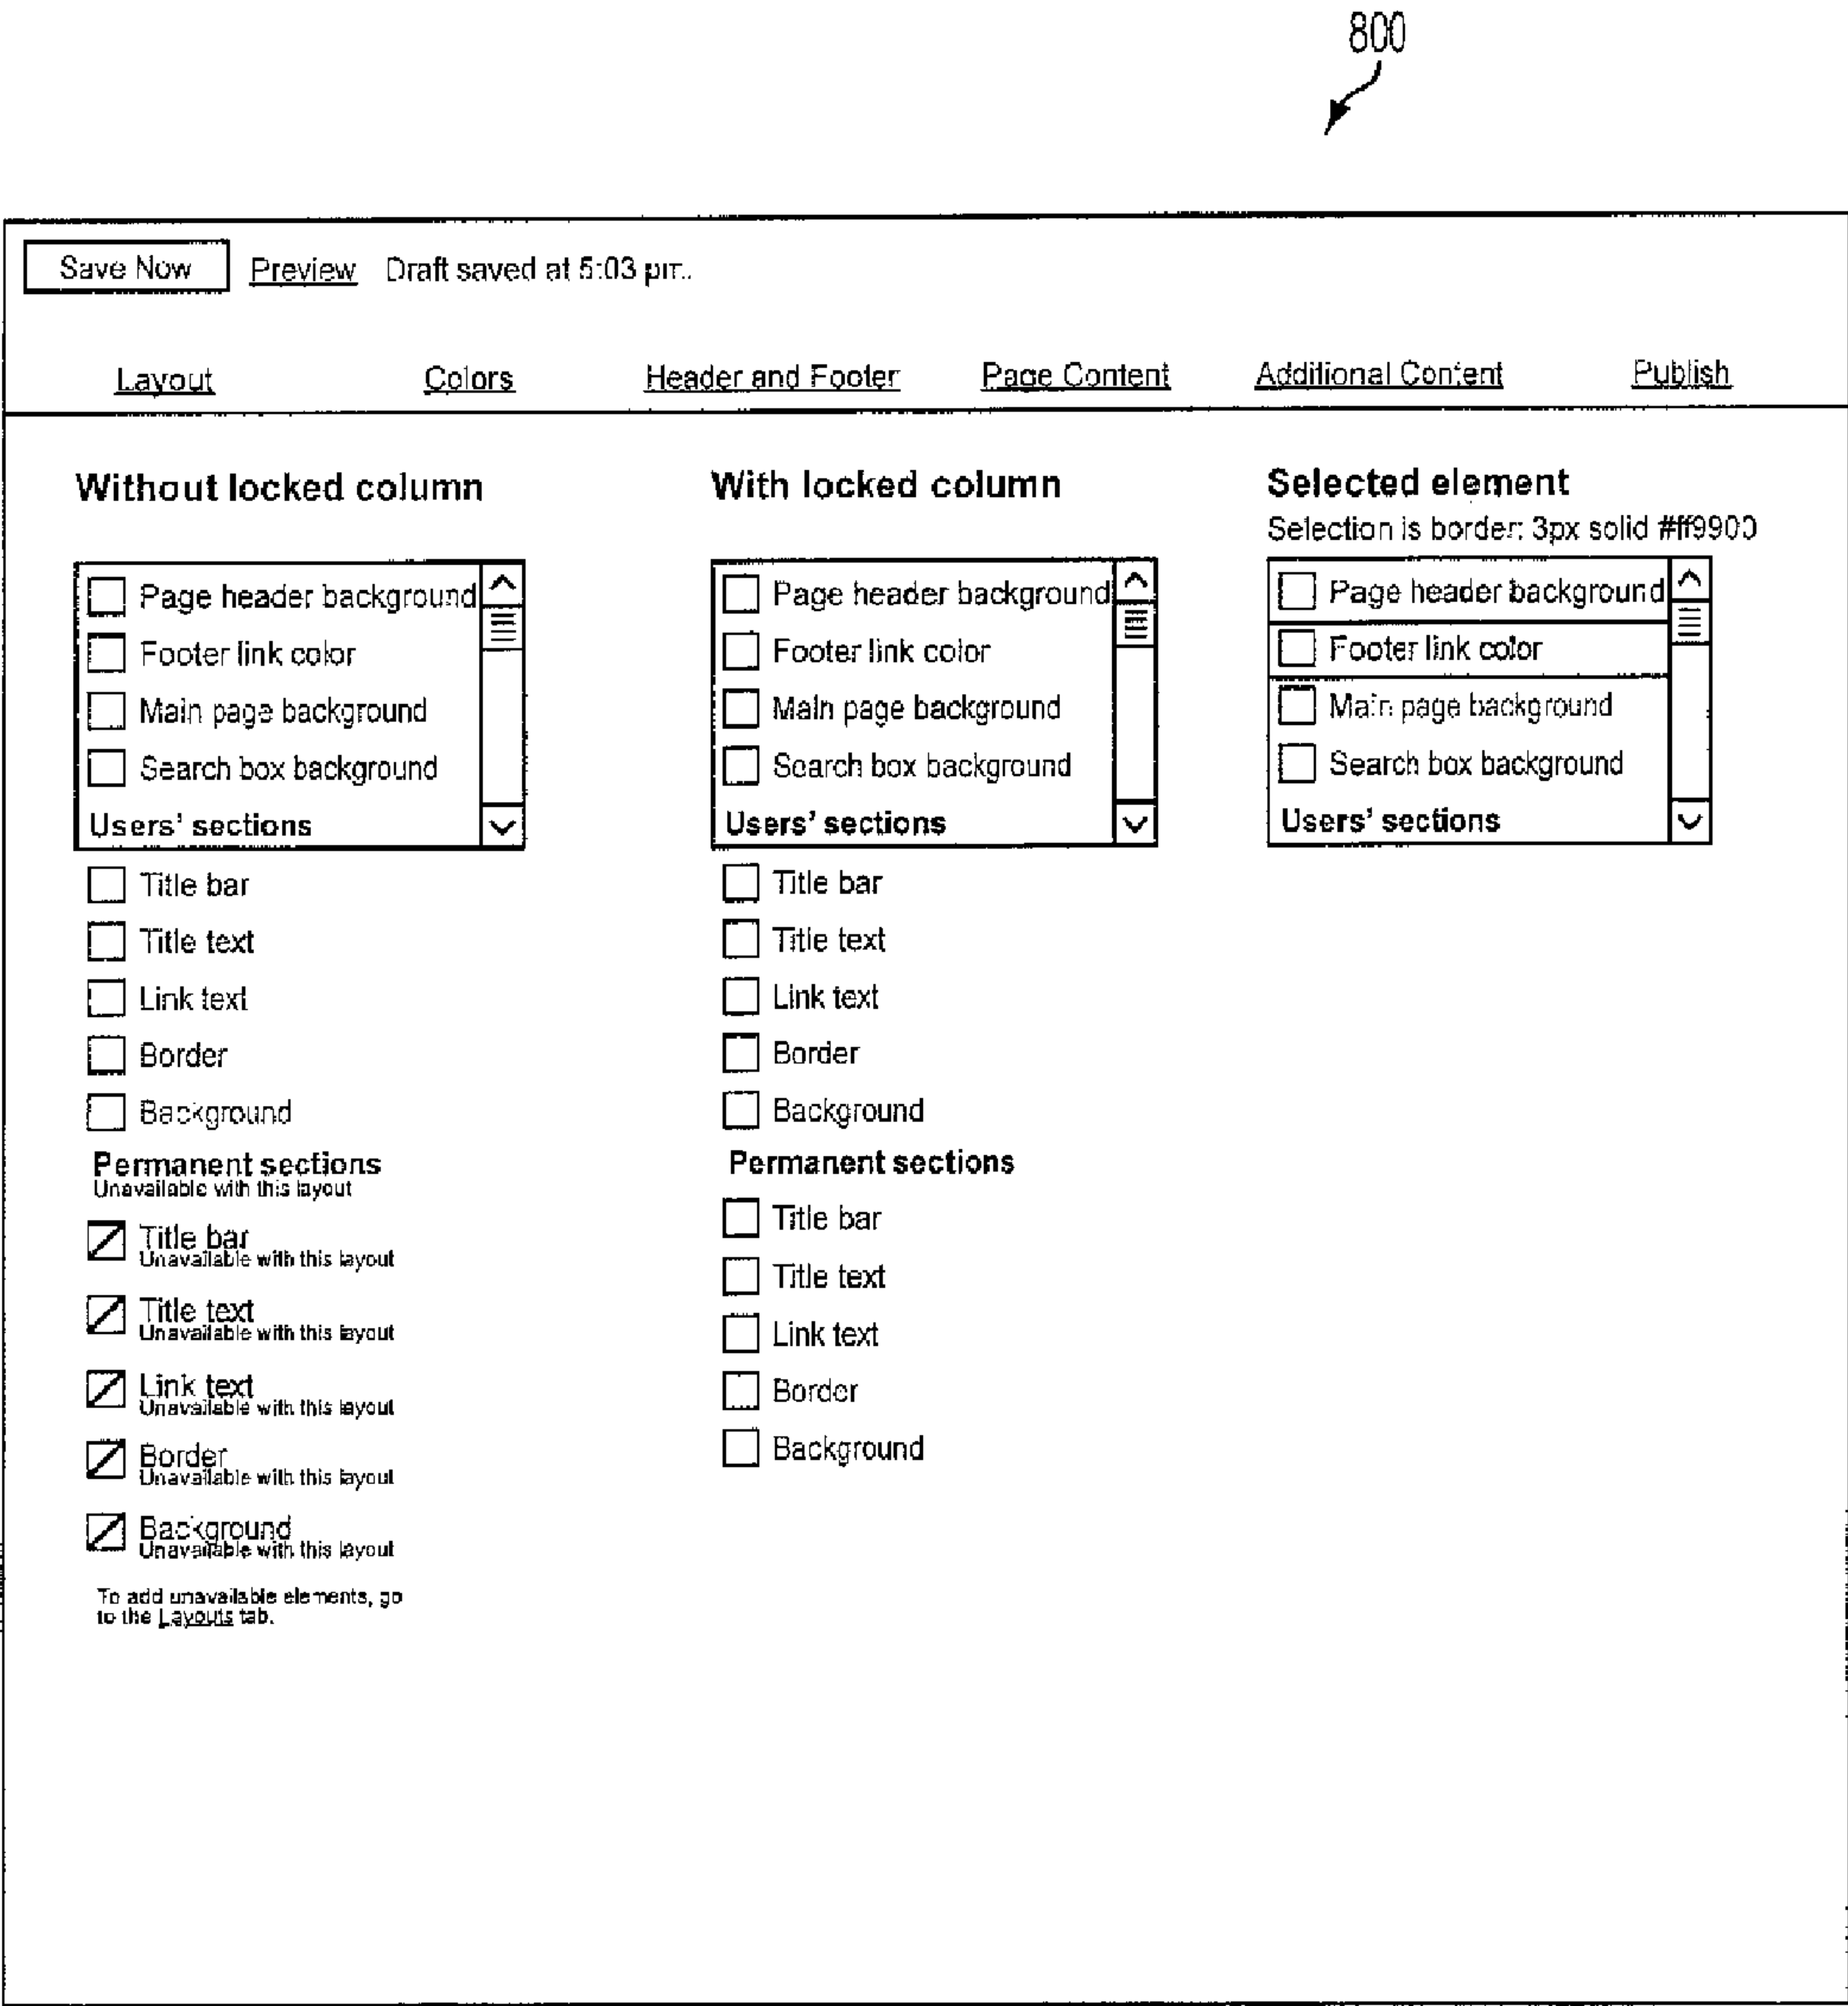 800
Save Now Preview Draft saved at 5:03 pm.
Layout Colors Header and Footer Page Content Additional Content Publish
Without locked column
Page header background
Footer link color
Main page background
Search box background
Users' sections
Title bar
Title text
Link text
Border
Background
Permanent sections
Unavailable with this layout
Title bar
Unavailable with this layout
Title text
Unavailable with this layout
Link text
Unavailable with this layout
Border
Unavailable with this layout
Background
Unavailable with this layout
To add unavailable elements, go
to the Layouts tab.
With locked column
Page header background
Footer link color
Main page background
Search box background
Users' sections
Title bar
Title text
Link text
Border
Background
Permanent sections
Title bar
Title text
Link text
Border
Background
Selected element
Selection is border: 3px solid #ff9900
Page header background
Footer link color
Main page background
Search box background
Users' sections